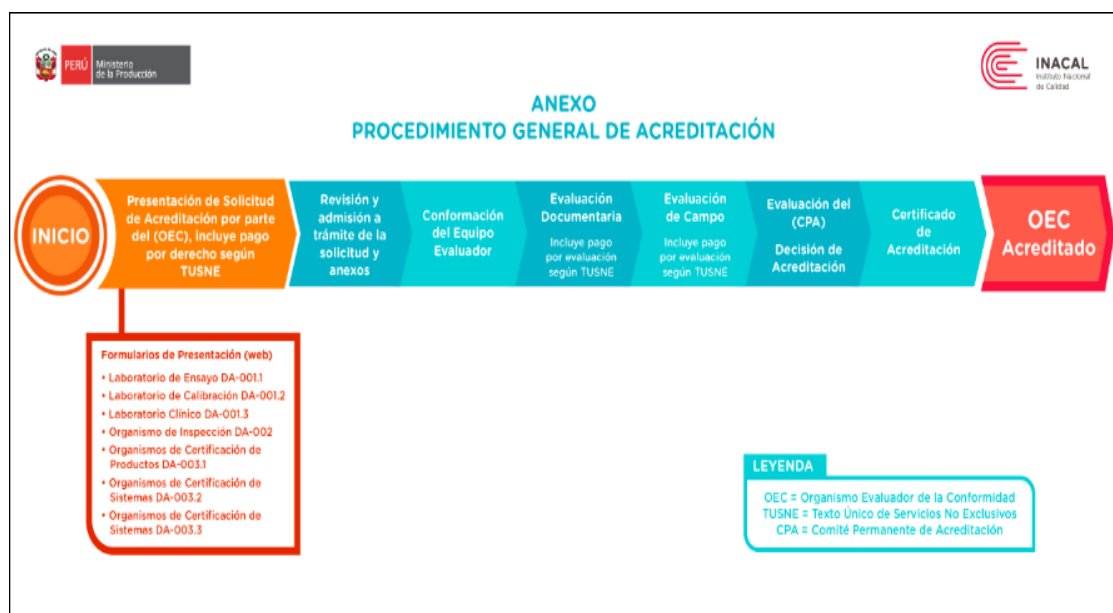 PERÚ
Ministerio
de la Producción
INACAL
Instituto Nacional
de Calidad
ANEXO
PROCEDIMIENTO GENERAL DE ACREDITACIÓN
INICIO
Presentación de Solicitud
de Acreditación por parte
del (OEC), incluye pago
por derecho según
TUSNE
Revisión y
admisión a
trámite de la
solicitud y
anexos
Conformación
del Equipo
Evaluador
Evaluación
Documentaria
Incluye pago
por evaluación
según TUSNE
Evaluación
de Campo
Incluye pago
por evaluación
según TUSNE
Evaluación del
(CPA)
Decisión de
Acreditación
Certificado
de
Acreditación
OEC
Acreditado
Formularios de Presentación (web)
• Laboratorio de Ensayo DA-001.1
• Laboratorio de Calibración DA-001.2
• Laboratorio Clínico DA-001.3
• Organismo de Inspección DA-002
• Organismos de Certificación de
Productos DA-003.1
• Organismos de Certificación de
Sistemas DA-003.2
• Organismos de Certificación de
Sistemas DA-003.3
LEYENDA
OEC = Organismo Evaluador de la Conformidad
TUSNE = Texto Único de Servicios No Exclusivos
CPA = Comité Permanente de Acreditación